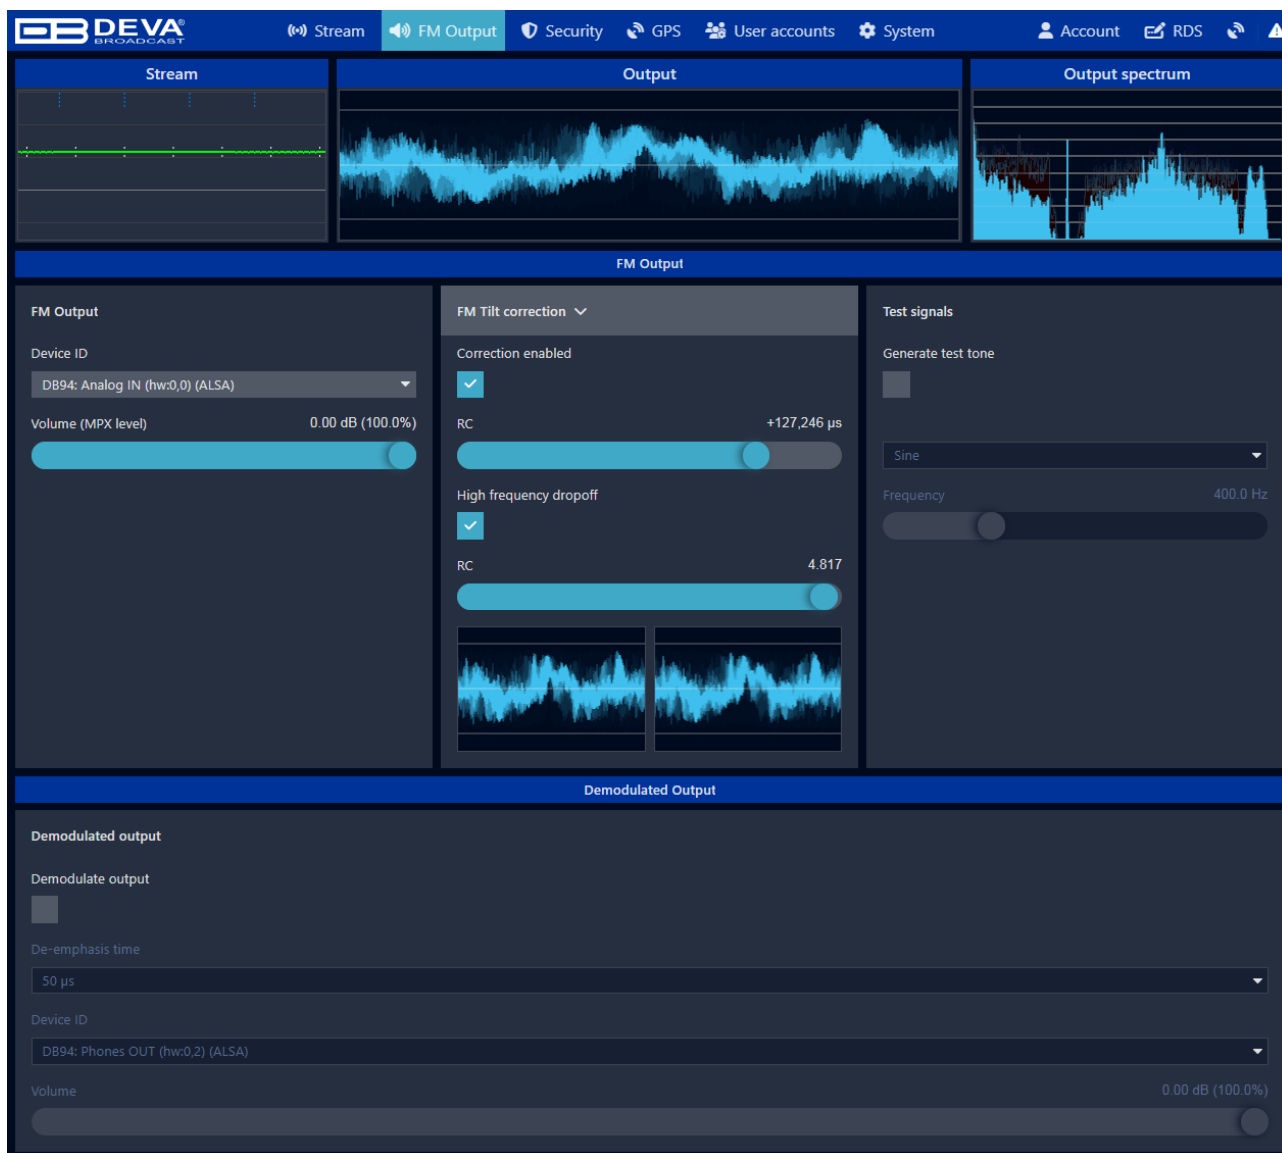 DEVA®
BROADCAST
Stream
FM Output
Security
GPS
User accounts
System
Account
RDS
Stream
Output
Output spectrum
FM Output
FM Output
Device ID
DB94: Analog IN (hw:0,0) (ALSA)
Volume (MPX level) 0.00 dB (100.0%)
FM Tilt correction
Correction enabled
RC +127,246 µs
High frequency dropoff
RC 4.817
Test signals
Generate test tone
Sine
Frequency 400.0 Hz
Demodulated Output
Demodulated output
Demodulate output
De-emphasis time
50 µs
Device ID
DB94: Phones OUT (hw:0,2) (ALSA)
Volume 0.00 dB (100.0%)